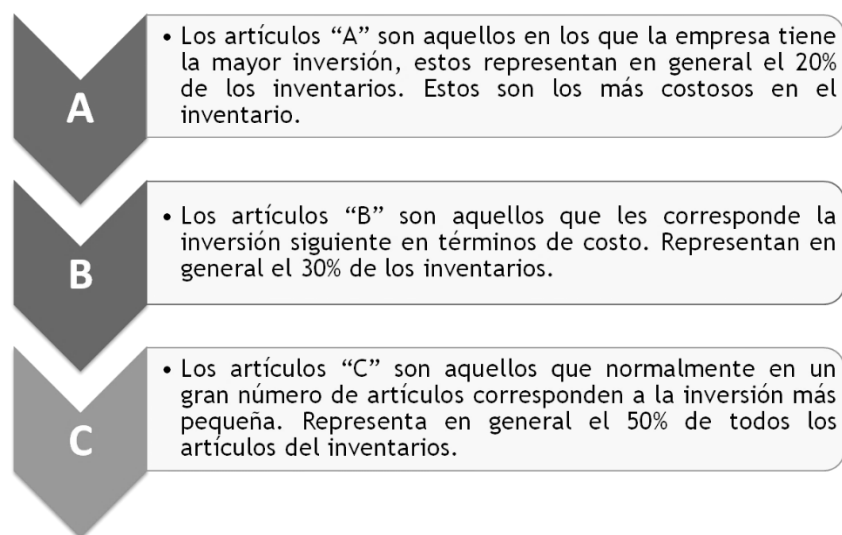 A
• Los artículos “A” son aquellos en los que la empresa tiene
la mayor inversión, estos representan en general el 20%
de los inventarios. Estos son los más costosos en el
inventario.
B
• Los artículos “B” son aquellos que les corresponde la
inversión siguiente en términos de costo. Representan en
general el 30% de los inventarios.
C
• Los artículos “C” son aquellos que normalmente en un
gran número de artículos corresponden a la inversión más
pequeña. Representa en general el 50% de todos los
artículos del inventarios.